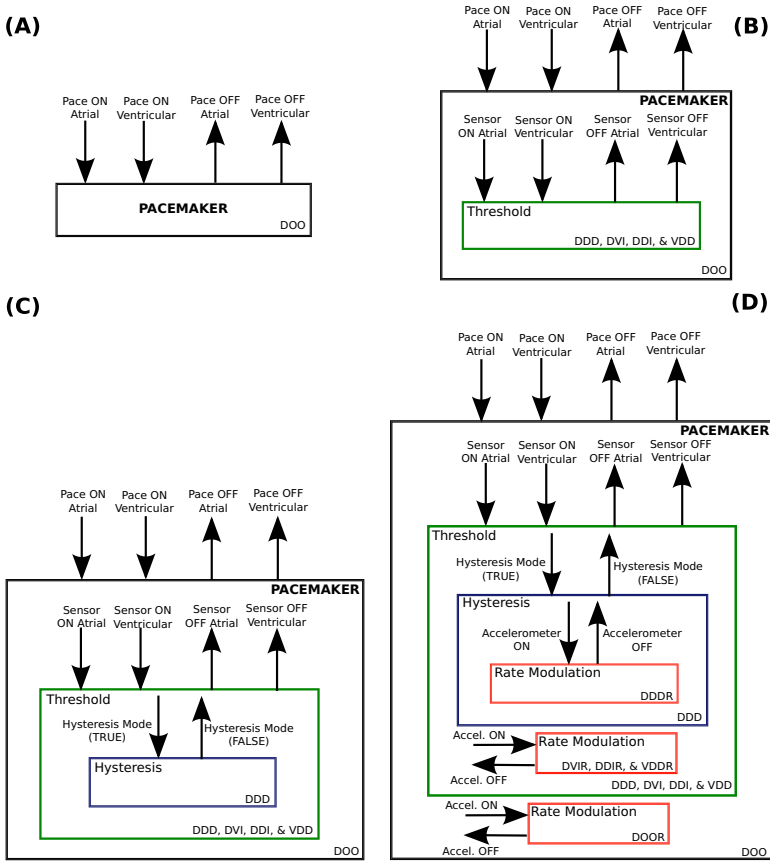 (A)
Pace ON
Atrial
Pace ON
Ventricular
Pace OFF
Atrial
Pace OFF
Ventricular
PACEMAKER
DOO
(B)
Pace ON
Atrial
Pace ON
Ventricular
Pace OFF
Atrial
Pace OFF
Ventricular
PACEMAKER
Sensor
ON Atrial
Sensor ON
Ventricular
Sensor
OFF Atrial
Sensor OFF
Ventricular
Threshold
DDD, DVI, DDI, & VDD
DOO
(C)
Pace ON
Atrial
Pace ON
Ventricular
Pace OFF
Atrial
Pace OFF
Ventricular
PACEMAKER
Sensor
ON Atrial
Sensor ON
Ventricular
Sensor
OFF Atrial
Sensor OFF
Ventricular
Threshold
Hysteresis Mode
(TRUE)
Hysteresis Mode
(FALSE)
Hysteresis
DDD
DDD, DVI, DDI, & VDD
DOO
(D)
Pace ON
Atrial
Pace ON
Ventricular
Pace OFF
Atrial
Pace OFF
Ventricular
PACEMAKER
Sensor
ON Atrial
Sensor ON
Ventricular
Sensor
OFF Atrial
Sensor OFF
Ventricular
Threshold
Hysteresis Mode
(TRUE)
Hysteresis Mode
(FALSE)
Hysteresis
Accelerometer
ON
Accelerometer
OFF
Rate Modulation
DDDR
DDD
Accel. ON
Accel. OFF
Rate Modulation
DVIR, DDIR, & VDDR
DDD, DVI, DDI, & VDD
Accel. ON
Accel. OFF
Rate Modulation
DOOR
DOO